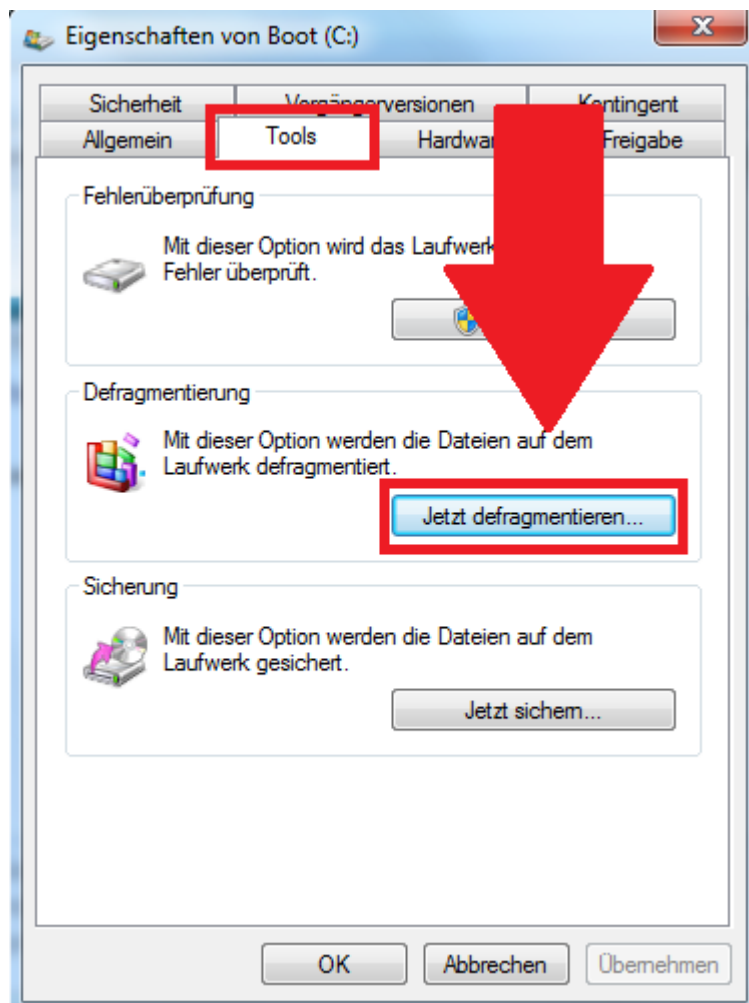 Eigenschaften von Boot (C:)
Sicherheit Vorgängerversionen Kontingent
Allgemein Tools Freigabe
Fehlerüberprüfung
Mit dieser Option wird das Laufwerk
Fehler überprüft.
Defragmentierung
Mit dieser Option werden die Dateien auf dem
Laufwerk defragmentiert.
Jetzt defragmentieren...
Sicherung
Mit dieser Option werden die Dateien auf dem
Laufwerk gesichert.
Jetzt sichern...
OK Abbrechen Übernehmen